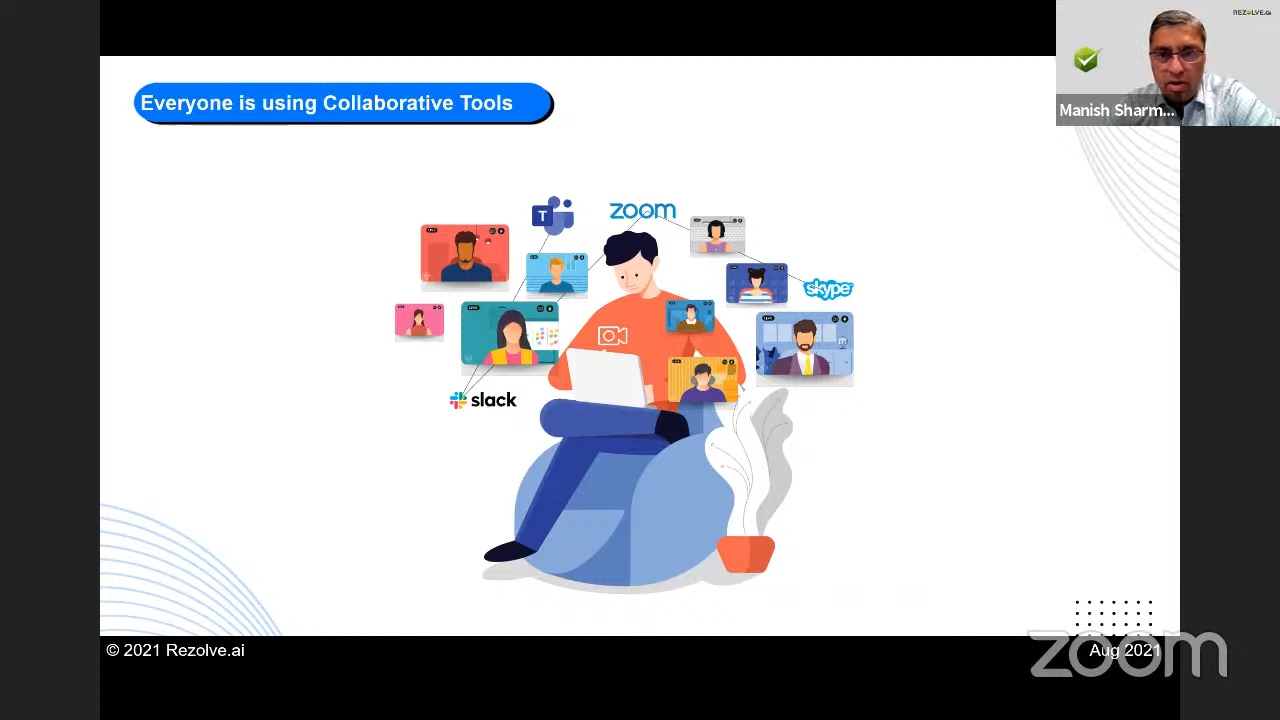 REZOLVE.ai
Manish Sharm...
Everyone is using Collaborative Tools
T
zoom
skype
slack
© 2021 Rezolve.ai
Aug 2021
zoom